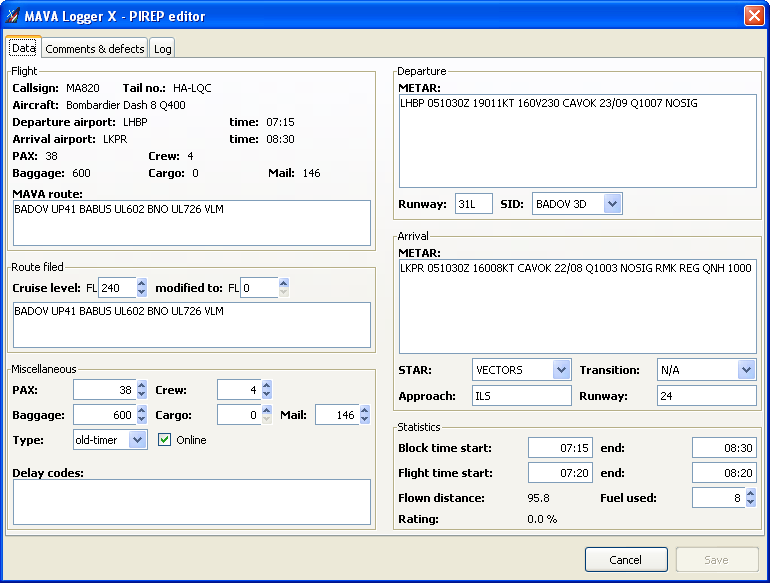 MAVA Logger X - PIREP editor
Data Comments & defects Log
Flight
Callsign: MA820 Tail no.: HA-LQC
Aircraft: Bombardier Dash 8 Q400
Departure airport: LHBP time: 07:15
Arrival airport: LKPR time: 08:30
PAX: 38 Crew: 4
Baggage: 600 Cargo: 0 Mail: 146
MAVA route:
BADOV UP41 BABUS UL602 BNO UL726 VLM
Route filed
Cruise level: FL 240 modified to: FL 0
BADOV UP41 BABUS UL602 BNO UL726 VLM
Miscellaneous
PAX: 38 Crew: 4
Baggage: 600 Cargo: 0 Mail: 146
Type: old-timer Online
Delay codes:
Departure
METAR:
LHBP 051030Z 19011KT 160V230 CAVOK 23/09 Q1007 NOSIG
Runway: 31L SID: BADOV 3D
Arrival
METAR:
LKPR 051030Z 16008KT CAVOK 22/08 Q1003 NOSIG RMK REG QNH 1000
STAR: VECTORS Transition: N/A
Approach: ILS Runway: 24
Statistics
Block time start: 07:15 end: 08:30
Flight time start: 07:20 end: 08:20
Flown distance: 95.8 Fuel used: 8
Rating: 0.0 %
Cancel Save